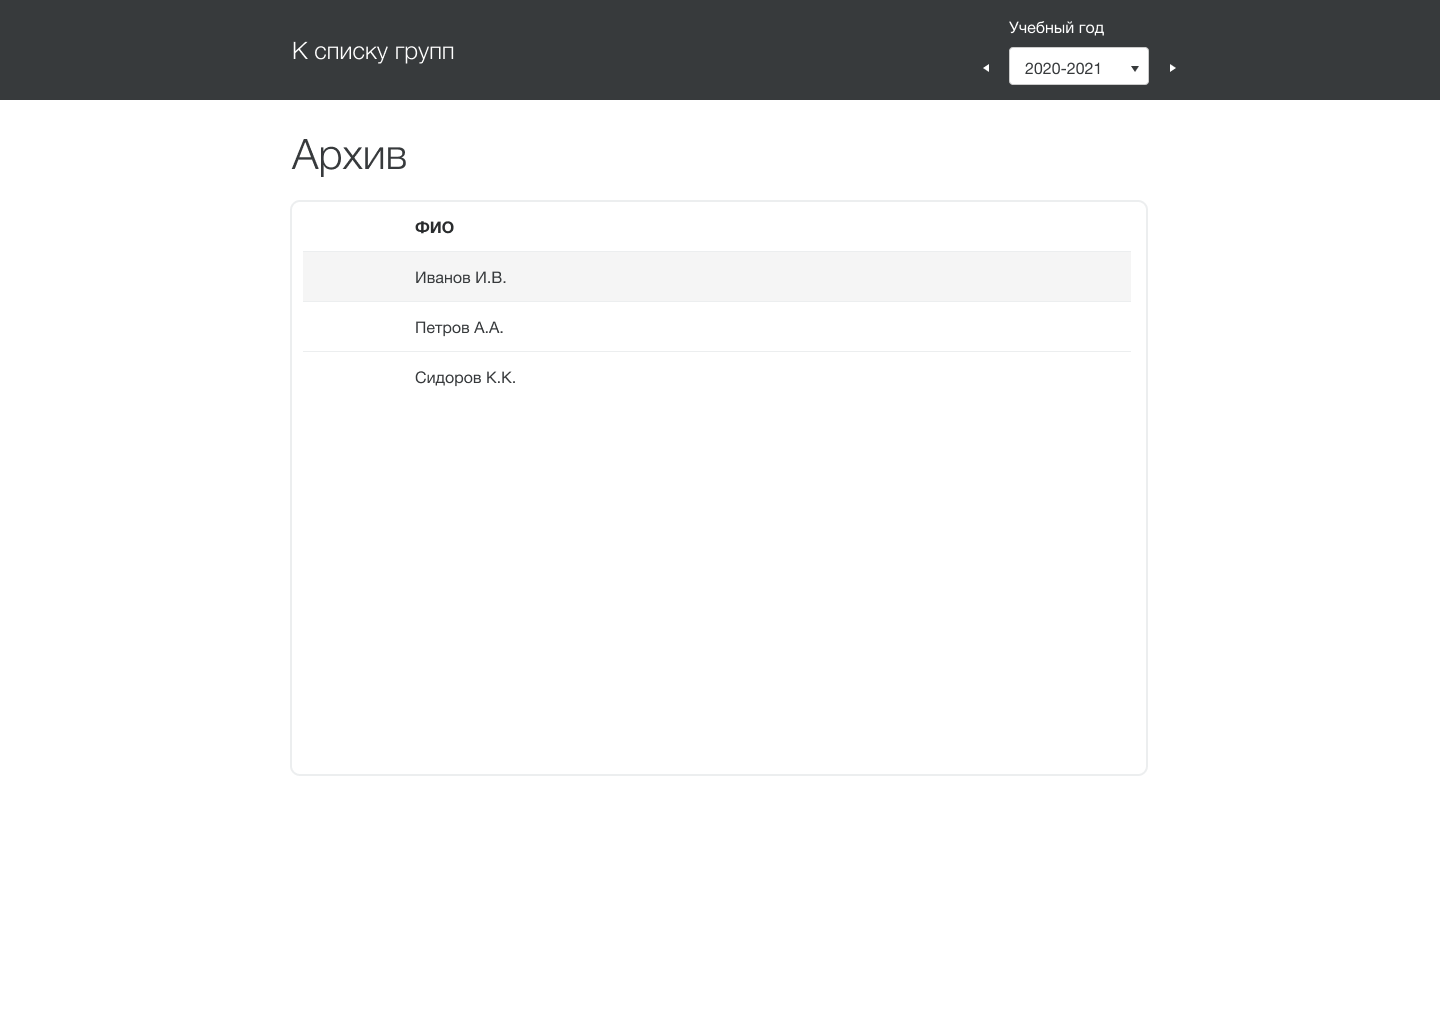 К списку групп
Учебный год
2020-2021
Архив
ФИО
Иванов И.В.
Петров А.А.
Сидоров К.К.